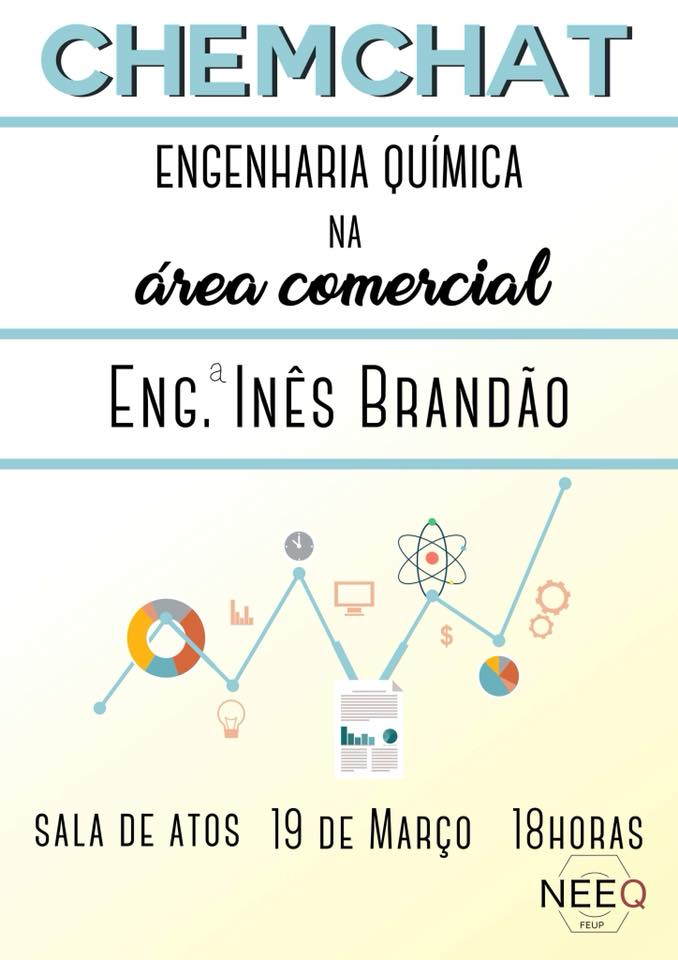 CHEMCHAT
ENGENHARIA QUÍMICA
NA
área comercial
ENG.ª INÊS BRANDÃO
$
SALA DE ATOS 19 DE MARÇO 18HORAS
NEEQ
FEUP